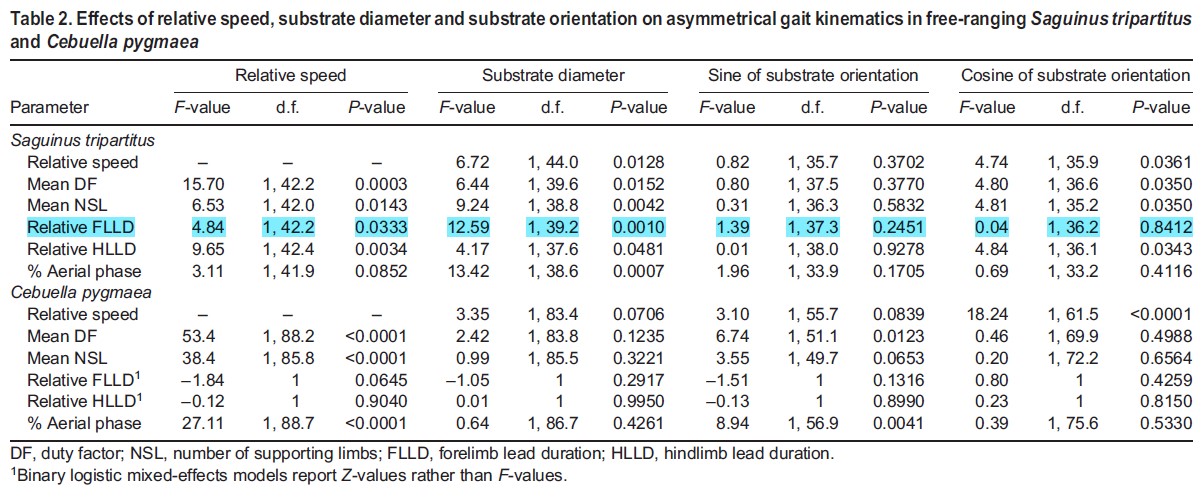 Table 2. Effects of relative speed, substrate diameter and substrate orientation on asymmetrical gait kinematics in free-ranging Saguinus tripartitus
and Cebuella pygmaea
Relative speed Substrate diameter Sine of substrate orientation Cosine of substrate orientation
Parameter F-value d.f. P-value F-value d.f. P-value F-value d.f. P-value F-value d.f. P-value
Saguinus tripartitus
Relative speed – – – 6.72 1, 44.0 0.0128 0.82 1, 35.7 0.3702 4.74 1, 35.9 0.0361
Mean DF 15.70 1, 42.2 0.0003 6.44 1, 39.6 0.0152 0.80 1, 37.5 0.3770 4.80 1, 36.6 0.0350
Mean NSL 6.53 1, 42.0 0.0143 9.24 1, 38.8 0.0042 0.31 1, 36.3 0.5832 4.81 1, 35.2 0.0350
Relative FLLD 4.84 1, 42.2 0.0333 12.59 1, 39.2 0.0010 1.39 1, 37.3 0.2451 0.04 1, 36.2 0.8412
Relative HLLD 9.65 1, 42.4 0.0034 4.17 1, 37.6 0.0481 0.01 1, 38.0 0.9278 4.84 1, 36.1 0.0343
% Aerial phase 3.11 1, 41.9 0.0852 13.42 1, 38.6 0.0007 1.96 1, 33.9 0.1705 0.69 1, 33.2 0.4116
Cebuella pygmaea
Relative speed – – – 3.35 1, 83.4 0.0706 3.10 1, 55.7 0.0839 18.24 1, 61.5 <0.0001
Mean DF 53.4 1, 88.2 <0.0001 2.42 1, 83.8 0.1235 6.74 1, 51.1 0.0123 0.46 1, 69.9 0.4988
Mean NSL 38.4 1, 85.8 <0.0001 0.99 1, 85.5 0.3221 3.55 1, 49.7 0.0653 0.20 1, 72.2 0.6564
Relative FLLD¹ –1.84 1 0.0645 –1.05 1 0.2917 –1.51 1 0.1316 0.80 1 0.4259
Relative HLLD¹ –0.12 1 0.9040 0.01 1 0.9950 –0.13 1 0.8990 0.23 1 0.8150
% Aerial phase 27.11 1, 88.7 <0.0001 0.64 1, 86.7 0.4261 8.94 1, 56.9 0.0041 0.39 1, 75.6 0.5330
DF, duty factor; NSL, number of supporting limbs; FLLD, forelimb lead duration; HLLD, hindlimb lead duration.
¹Binary logistic mixed-effects models report Z-values rather than F-values.